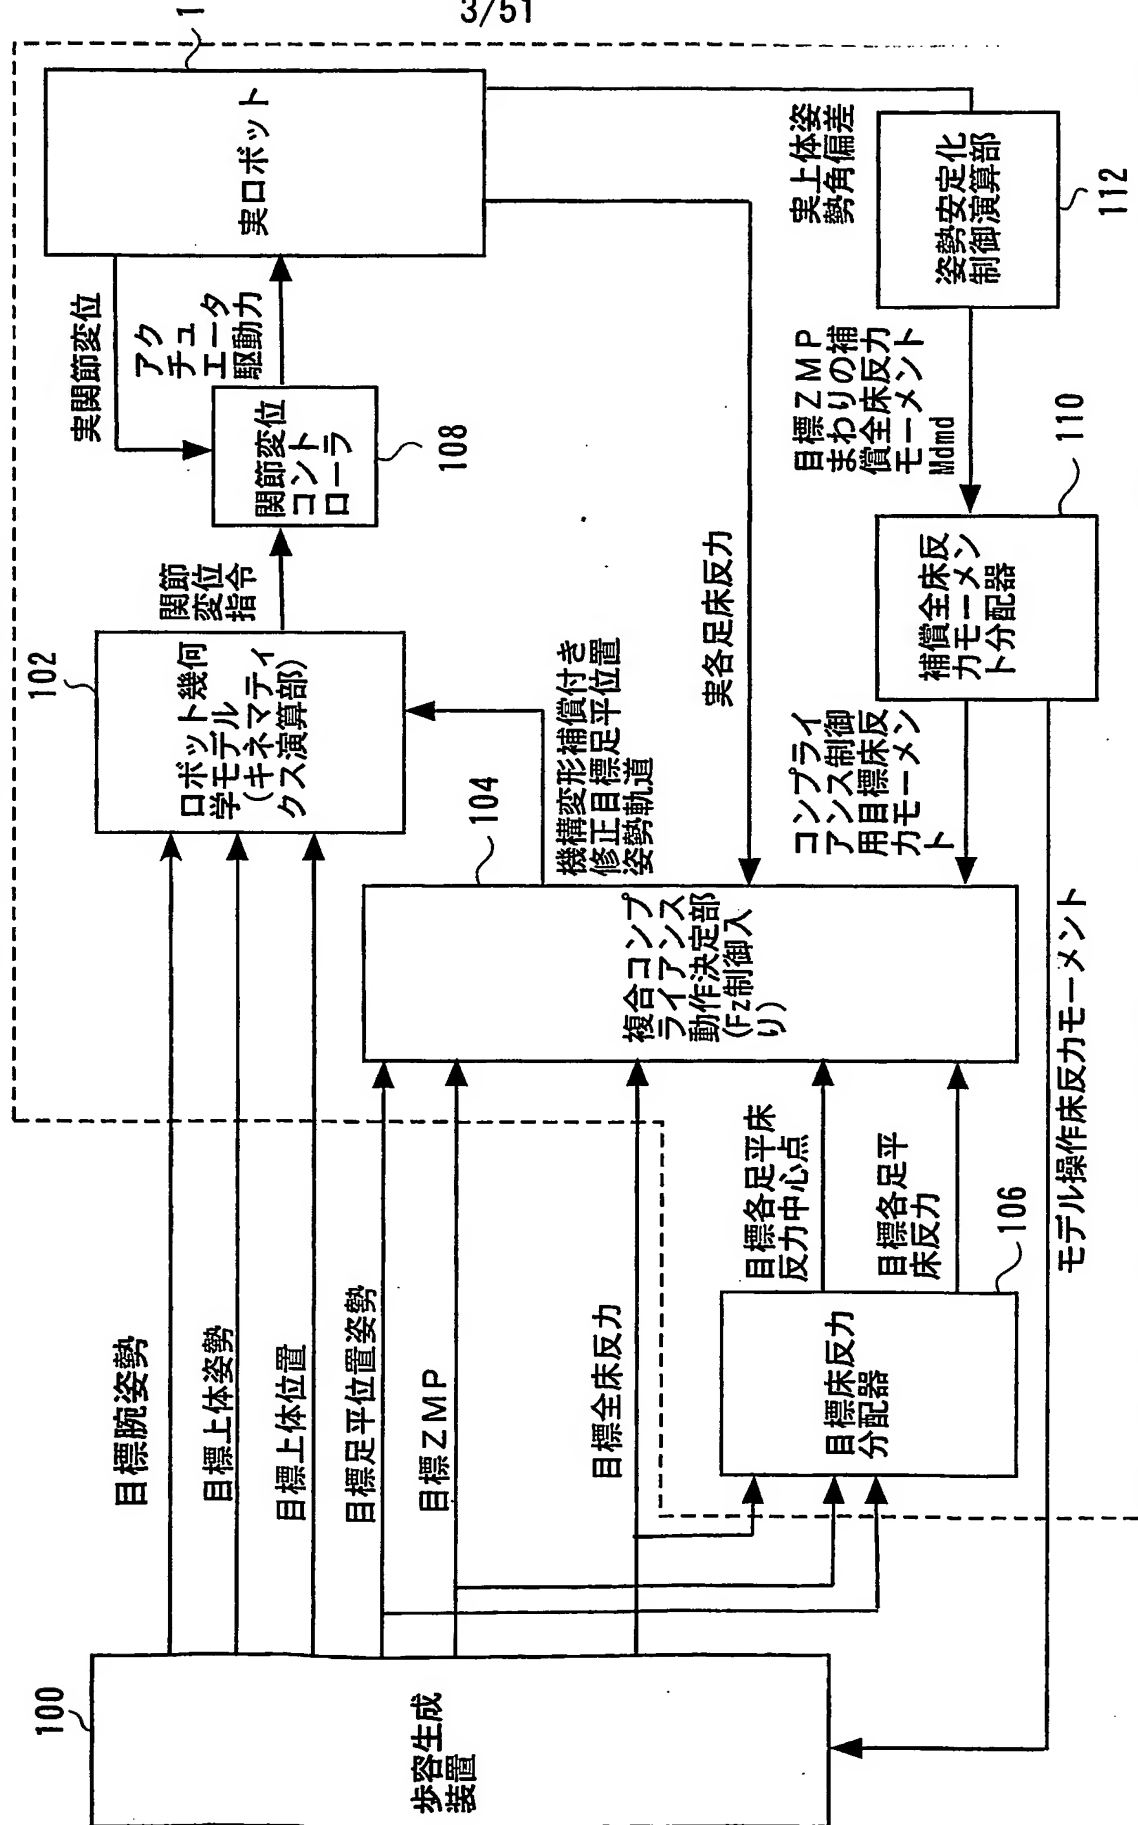 3/51
100
歩容生成
装置
目標腕姿勢
目標上体姿勢
目標上体位置
目標足平位置姿勢
目標ZMP
目標全床反力
目標床反力
分配器
106
目標各足平床
反力中心点
目標各足平
床反力
102
ロボット幾何
学モデル
(キネマティ
クス演算部)
104
複合コンプ
ライアンス
動作決定部
(Fz制御入
り)
機構変形補償付き
修正目標足平位置
姿勢軌道
関節
変位
指令
関節変位
コント
ローラ
108
実関節変位
アク
チュ
エータ
駆動力
実ロボット
1
実各足床反力
実上体姿
勢角偏差
姿勢安定化
制御演算部
112
目標ZMP
まわりの補
償全床反力
モーメント
Mdmd
110
補償全床反
力モーメン
ト分配器
コンプライ
アンス制御
用目標床反
力モーメン
ト
モデル操作床反力モーメント